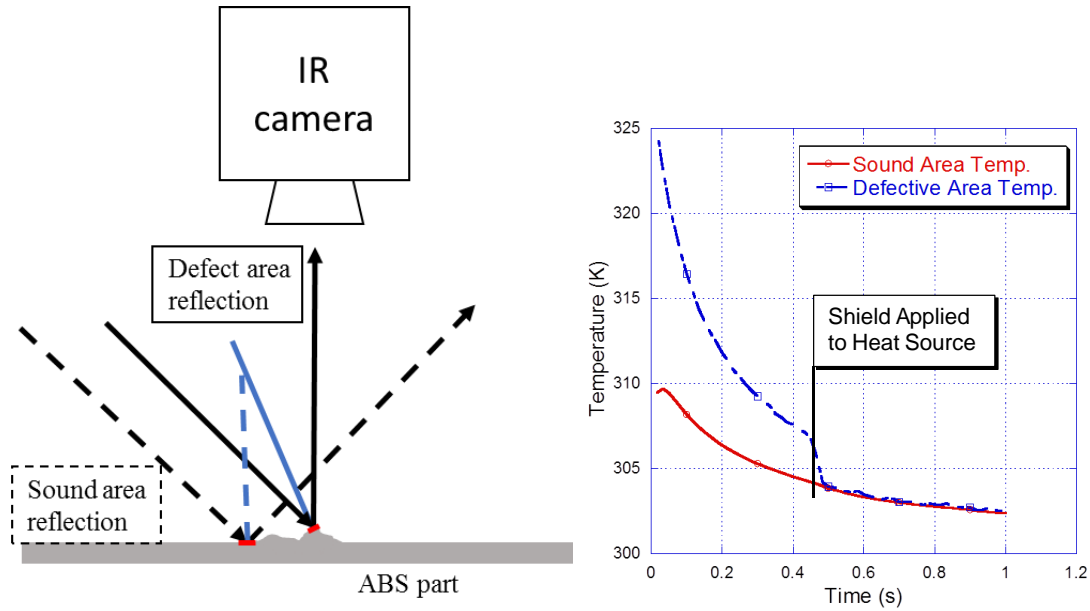 IR
camera
Defect area
reflection
Sound area
reflection
ABS part
325
320
315
310
305
300
Temperature (K)
Sound Area Temp.
Defective Area Temp.
Shield Applied
to Heat Source
0
0.2
0.4
0.6
0.8
1
1.2
Time (s)